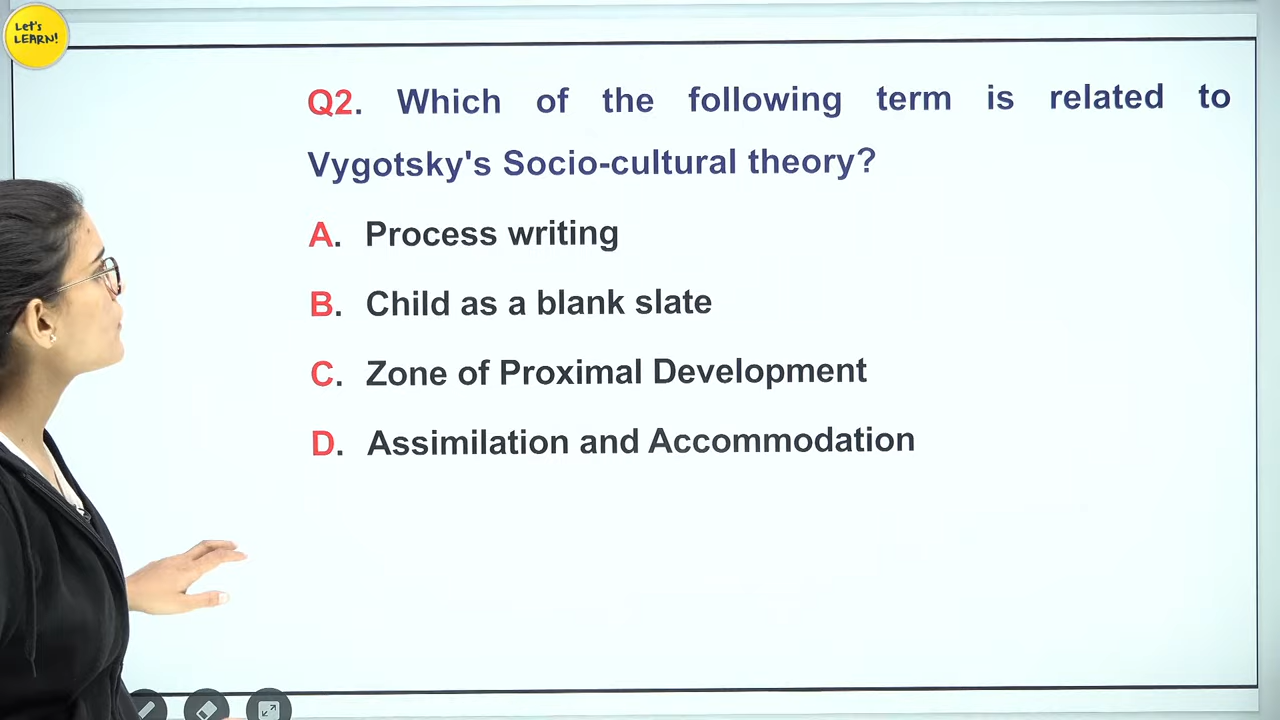 Let's
LEARN!
Q2. Which of the following term is related to
Vygotsky's Socio-cultural theory?
A. Process writing
B. Child as a blank slate
C. Zone of Proximal Development
D. Assimilation and Accommodation